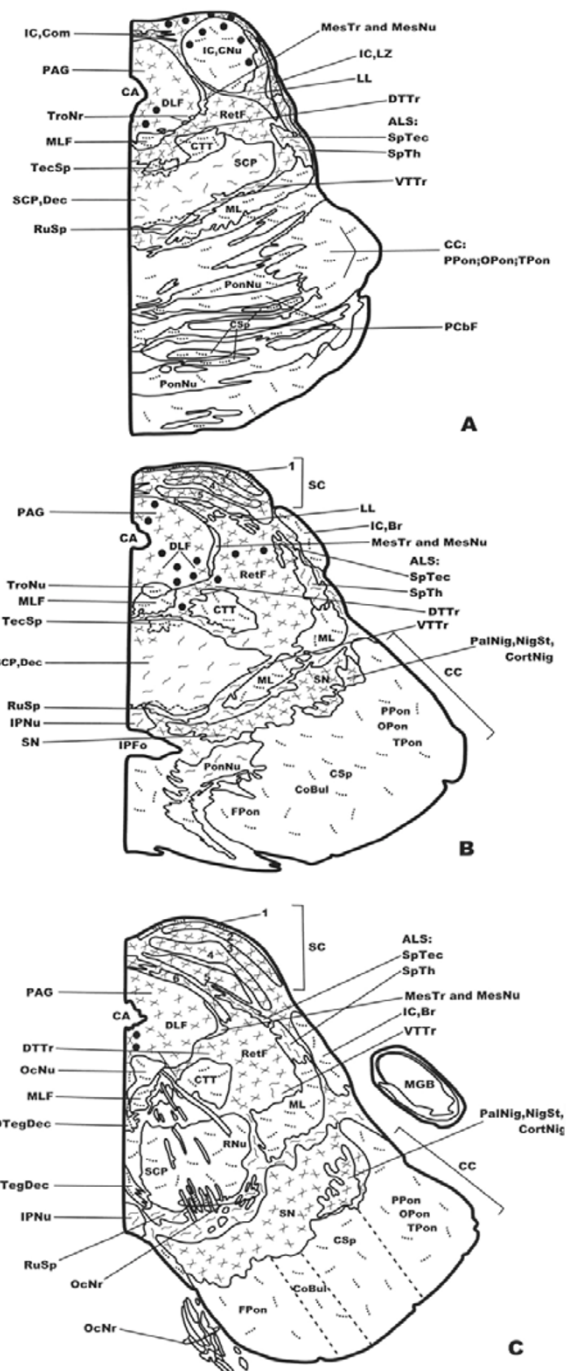 IC,Com
PAG
CA
TroNr
MLF
TecSp
SCP,Dec
RuSp
IC,CNu
DLF
RetF
CTT
SCP
ML
PonNu
CSp
PonNu
MesTr and MesNu
IC,LZ
LL
DTTr
ALS:
SpTec
SpTh
VTTr
CC:
PPon;OPon;TPon
PCbF
A
PAG
CA
TroNu
MLF
TecSp
CP,Dec
RuSp
IPNu
SN
IPFo
1
4
5
SC
DLF
RetF
CTT
ML
ML
SN
PonNu
FPon
CoBul
CSp
PPon
OPon
TPon
LL
IC,Br
MesTr and MesNu
ALS:
SpTec
SpTh
DTTr
VTTr
PalNig,NigSt,
CortNig
CC
B
PAG
CA
DTTr
OcNu
MLF
TegDec
TegDec
IPNu
RuSp
OcNr
OcNr
1
2
3
4
5
6
SC
DLF
RetF
CTT
ML
RNu
SCP
SN
CSp
CoBul
FPon
PPon
OPon
TPon
ALS:
SpTec
SpTh
MesTr and MesNu
IC,Br
VTTr
MGB
PalNig,NigSt,
CortNig
CC
C